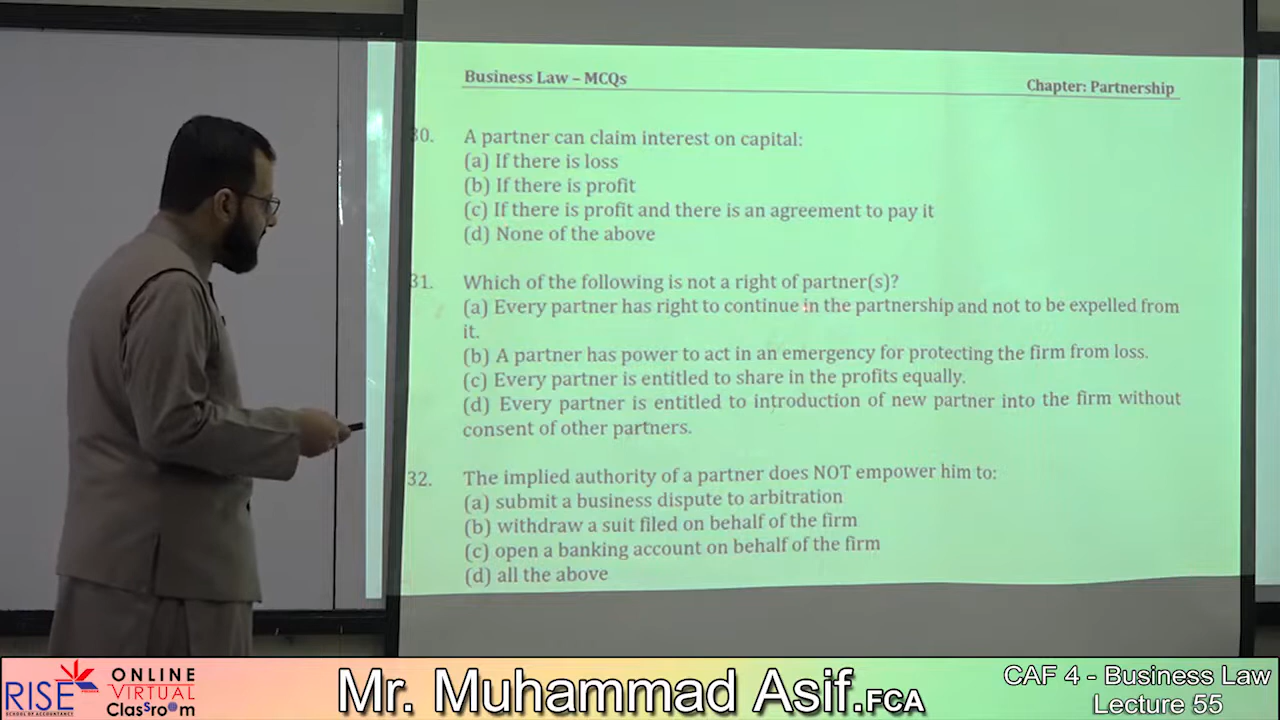 Business Law – MCQs
Chapter: Partnership
30. A partner can claim interest on capital:
(a) If there is loss
(b) If there is profit
(c) If there is profit and there is an agreement to pay it
(d) None of the above
31. Which of the following is not a right of partner(s)?
(a) Every partner has right to continue in the partnership and not to be expelled from
it.
(b) A partner has power to act in an emergency for protecting the firm from loss.
(c) Every partner is entitled to share in the profits equally.
(d) Every partner is entitled to introduction of new partner into the firm without
consent of other partners.
32. The implied authority of a partner does NOT empower him to:
(a) submit a business dispute to arbitration
(b) withdraw a suit filed on behalf of the firm
(c) open a banking account on behalf of the firm
(d) all the above
RISE
SCHOOL OF ACCOUNTANCY
ONLINE
VIRTUAL
ClasSroom
Mr. Muhammad Asif.FCA
CAF 4 - Business Law
Lecture 55